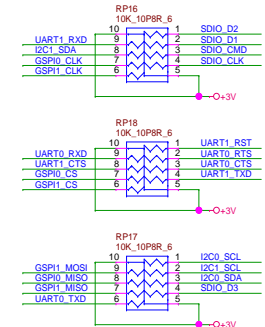 RP16
10K_10P8R_6
10 1 SDIO_D2
UART1_RXD 9 2 SDIO_D1
I2C1_SDA 8 3 SDIO_CMD
GSPI0_CLK 7 4 SDIO_CLK
GSPI1_CLK 6 5
+3V
RP18
10K_10P8R_6
10 1 UART1_RST
UART0_RXD 9 2 UART0_RTS
UART1_CTS 8 3 UART0_CTS
GSPI0_CS 7 4 UART1_TXD
GSPI1_CS 6 5
+3V
RP17
10K_10P8R_6
10 1 I2C0_SCL
GSPI1_MOSI 9 2 I2C1_SCL
GSPI0_MISO 8 3 I2C0_SDA
GSPI1_MISO 7 4 SDIO_D3
UART0_TXD 6 5
+3V